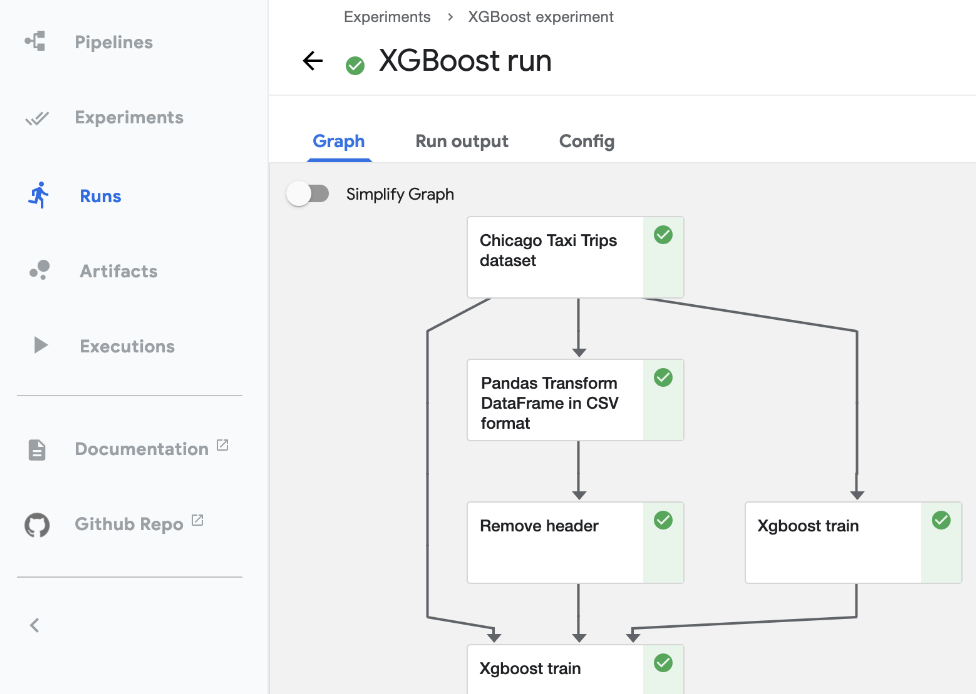 Pipelines
Experiments
Runs
Artifacts
Executions
Documentation
Github Repo
Experiments > XGBoost experiment
XGBoost run
Graph Run output Config
Simplify Graph
Chicago Taxi Trips
dataset
Pandas Transform
DataFrame in CSV
format
Remove header
Xgboost train
Xgboost train